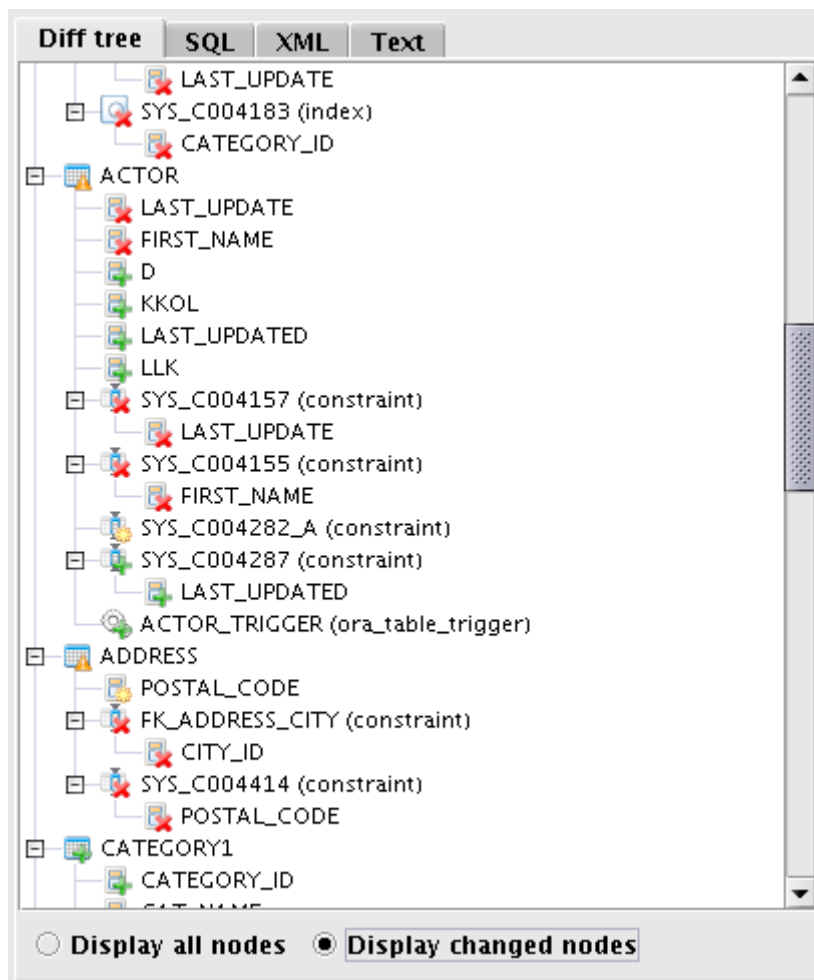 Diff tree SQL XML Text
LAST_UPDATE
SYS_C004183 (index)
CATEGORY_ID
ACTOR
LAST_UPDATE
FIRST_NAME
D
KKOL
LAST_UPDATED
LLK
SYS_C004157 (constraint)
LAST_UPDATE
SYS_C004155 (constraint)
FIRST_NAME
SYS_C004282_A (constraint)
SYS_C004287 (constraint)
LAST_UPDATED
ACTOR_TRIGGER (ora_table_trigger)
ADDRESS
POSTAL_CODE
FK_ADDRESS_CITY (constraint)
CITY_ID
SYS_C004414 (constraint)
POSTAL_CODE
CATEGORY1
CATEGORY_ID
Display all nodes Display changed nodes